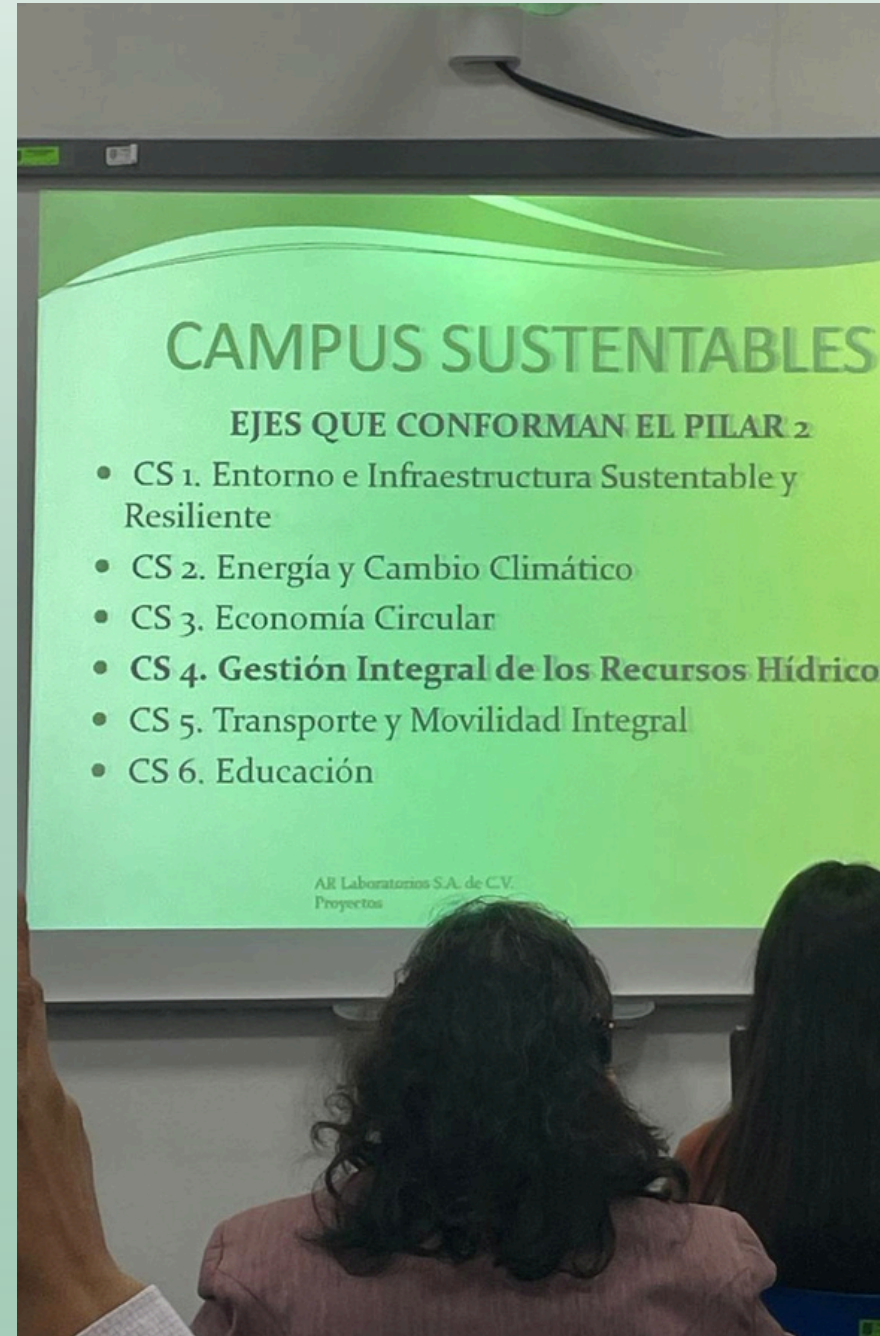 CAMPUS SUSTENTABLES
EJES QUE CONFORMAN EL PILAR 2
• CS 1. Entorno e Infraestructura Sustentable y
Resiliente
• CS 2. Energía y Cambio Climático
• CS 3. Economía Circular
• CS 4. Gestión Integral de los Recursos Hídrico
• CS 5. Transporte y Movilidad Integral
• CS 6. Educación
AR Laboratorios S.A. de C.V.
Proyectos